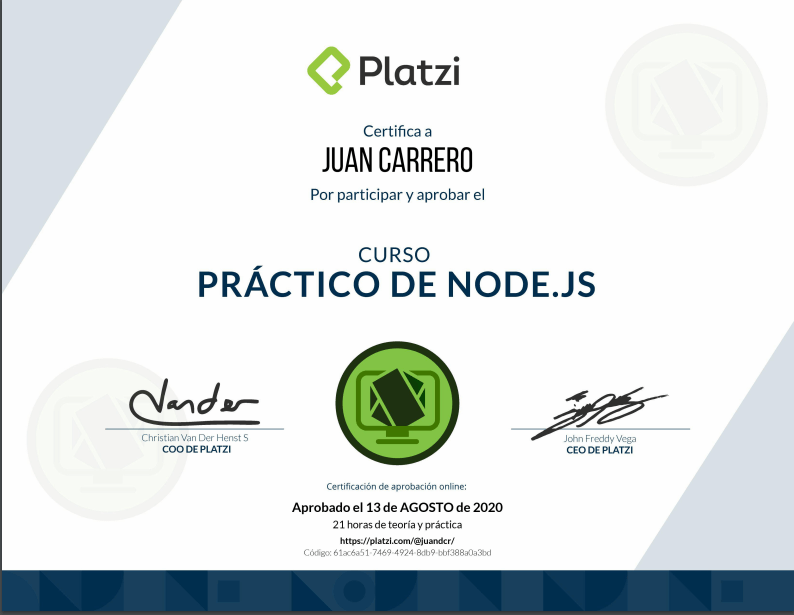 Platzi
Certifica a
JUAN CARRERO
Por participar y aprobar el
CURSO
PRÁCTICO DE NODE.JS
Vander
Christian Van Der Henst S
COO DE PLATZI
John Freddy Vega
CEO DE PLATZI
Certificación de aprobación online:
Aprobado el 13 de AGOSTO de 2020
21 horas de teoría y práctica
https://platzi.com/@juandcr/
Código: 61ac6a51-7469-4924-8db9-bbf388a0a3bd